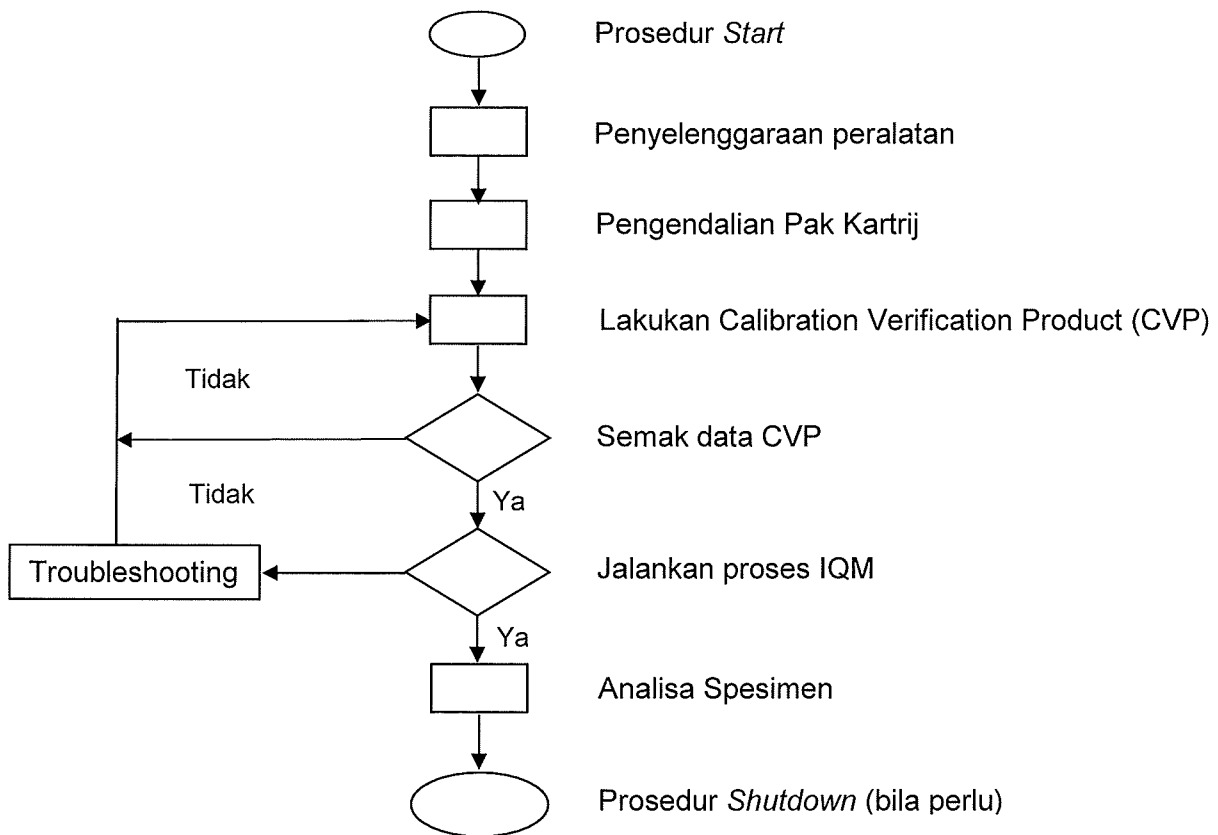 Prosedur Start
Penyelenggaraan peralatan
Pengendalian Pak Kartrij
Lakukan Calibration Verification Product (CVP)
Tidak
Semak data CVP
Tidak
Ya
Troubleshooting
Jalankan proses IQM
Ya
Analisa Spesimen
Prosedur Shutdown (bila perlu)